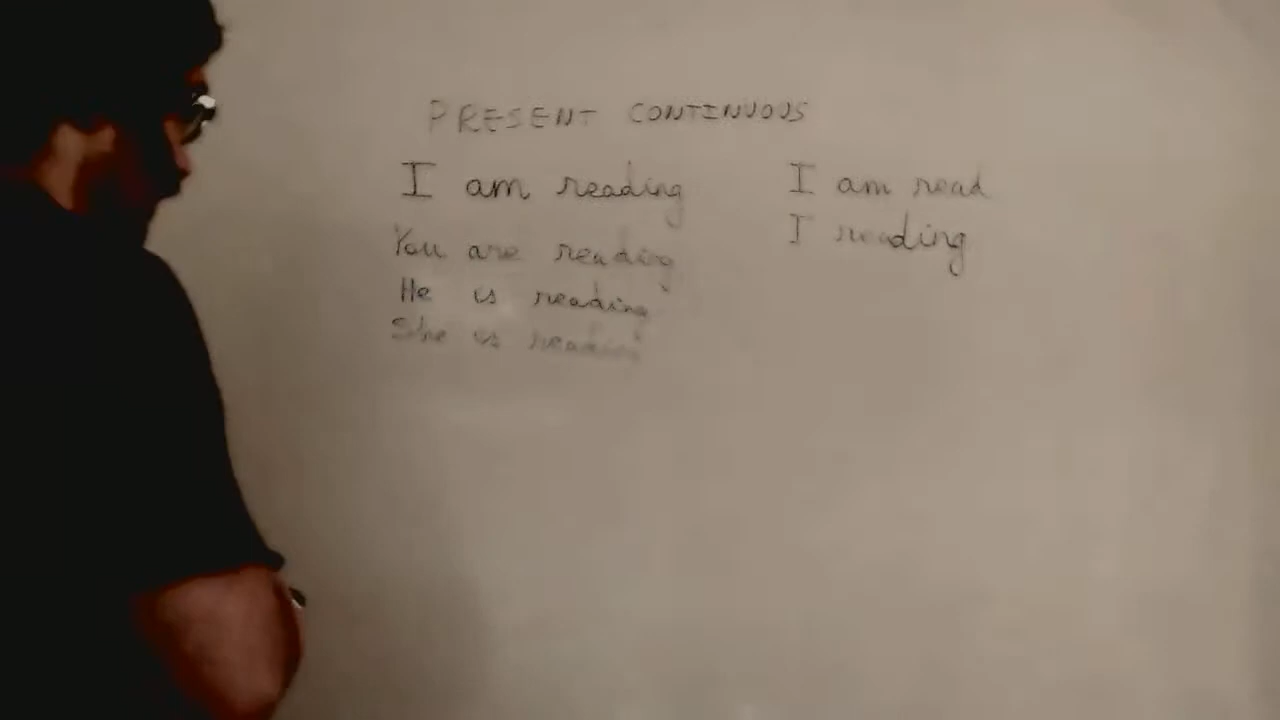 PRESENT CONTINUOUS
I am reading
You are reading
He is reading
She is reading
I am read
I reading